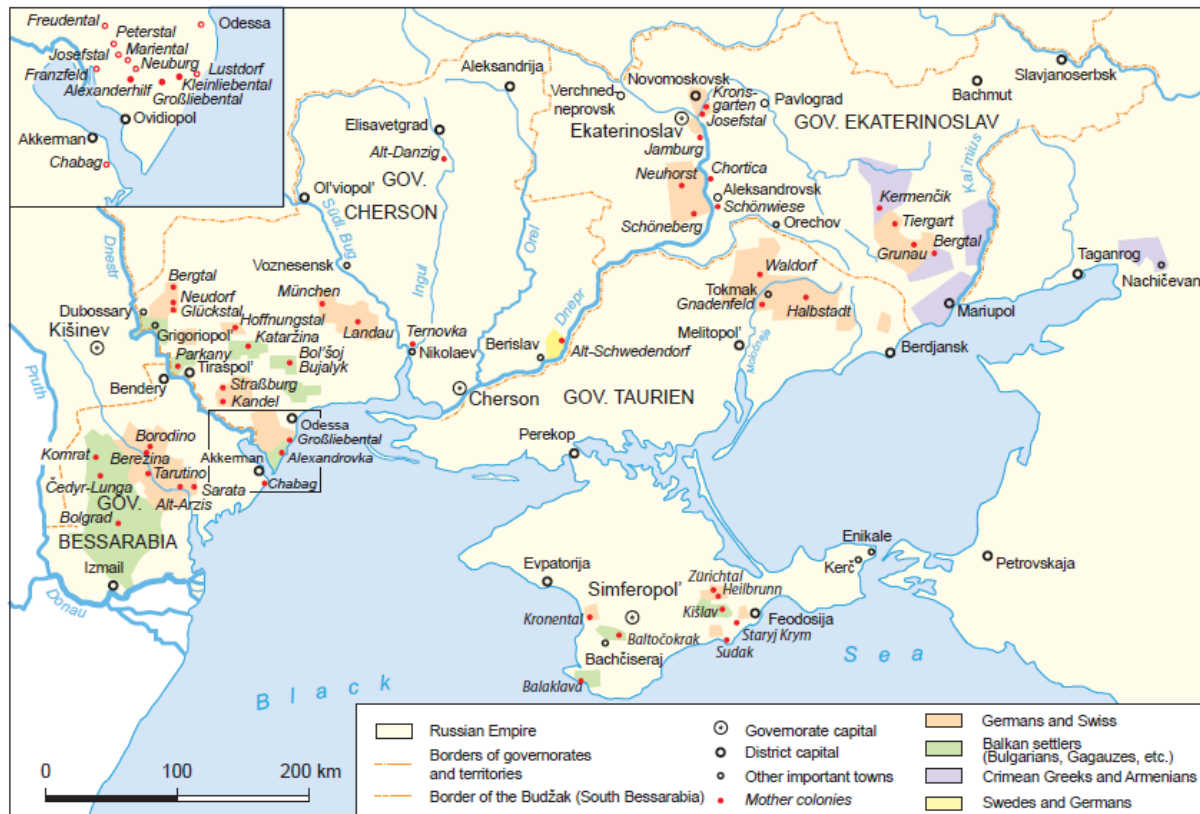 Freudental
Odessa
Peterstal
Josefstal
Mariental
Neuburg
Franzfeld
Lustdorf
Kleinliebental
Alexanderhilf
Großliebental
Ovidiopol
Akkerman
Chabag
Aleksandrija
Verchned-
neprovsk
Novomoskovsk
Krons-
garten
Josefstal
Pavlograd
Bachmut
Slavjanoserbsk
Ekaterinoslav
GOV. EKATERINOSLAV
Elisavetgrad
Alt-Danzig
Jamburg
GOV.
CHERSON
Ol'viopol'
Südl. Bug
Ingul
Orel
Dnestr
Neuhorst
Chortica
Aleksandrovsk
Schönwiese
Schöneberg
Orechov
Kermenčik
Kal'mius
Tiergart
Grunau
Bergtal
Taganrog
Nachičevan
Mariupol
Voznesensk
Bergtal
Neudorf
Glückstal
Dubossary
Kišinev
Grigoriopol'
München
Landau
Hoffnungstal
Kataržina
Ternovka
Nikolaev
Dnepr
Berislav
Alt-Schwedendorf
Waldorf
Tokmak
Gnadenfeld
Halbstadt
Melitopol'
Moločnaja
Berdjansk
Parkany
Tiraspol'
Bol'šoj
Bujalyk
Bendery
Pruth
Straßburg
Kandel
Cherson
GOV. TAURIEN
Odessa
Großliebental
Perekop
Borodino
Komrat
Berezina
Akkerman
Alexandrovka
Tarutino
Čedyr-Lunga
Sarata
Chabag
GOV.
Alt-Arzis
Bolgrad
BESSARABIA
Izmail
Donau
Enikale
Kerč
Petrovskaja
Evpatorija
Simferopol'
Zürichtal
Heilbrunn
Kronental
Kišlav
Feodosija
Baltočokrak
Staryj Krym
Bachčiseraj
Sudak
Balaklava
Black
Sea
0 100 200 km
Russian Empire
Borders of governorates
and territories
Border of the Budžak (South Bessarabia)
Governorate capital
District capital
Other important towns
Mother colonies
Germans and Swiss
Balkan settlers
(Bulgarians, Gagauzes, etc.)
Crimean Greeks and Armenians
Swedes and Germans